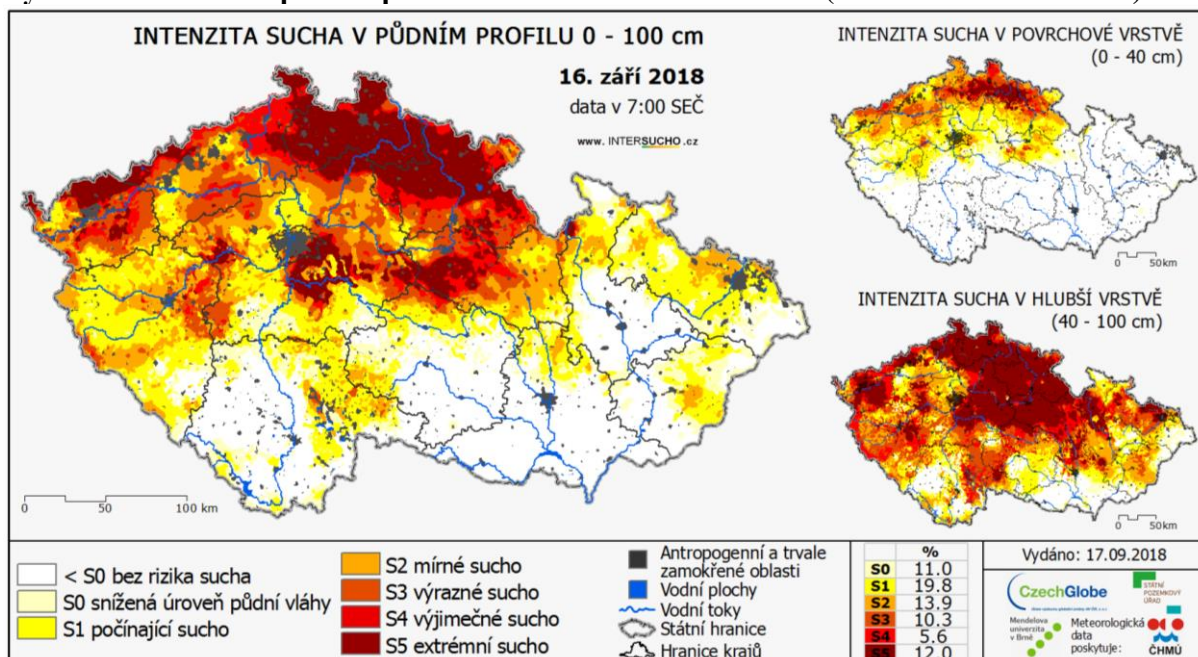 INTENZITA SUCHA V PŮDNÍM PROFILU 0 - 100 cm
16. září 2018
data v 7:00 SEČ
www. INTERSUCHO.cz
0 50 100 km
INTENZITA SUCHA V POVRCHOVÉ VRSTVĚ
(0 - 40 cm)
0 50km
INTENZITA SUCHA V HLUBŠÍ VRSTVĚ
(40 - 100 cm)
0 50km
< S0 bez rizika sucha
S0 snížená úroveň půdní vláhy
S1 počínající sucho
S2 mírné sucho
S3 výrazné sucho
S4 výjimečné sucho
S5 extrémní sucho
Antropogenní a trvale
zamokřené oblasti
Vodní plochy
Vodní toky
Státní hranice
Hranice krajů
%
S0 11.0
S1 19.8
S2 13.9
S3 10.3
S4 5.6
S5 12.0
Vydáno: 17.09.2018
CzechGlobe
STÁTNÍ
POZEMKOVÝ
ÚŘAD
Mendelova
univerzita
v Brně
Meteorologická
data
poskytuje:
ČHMÚ